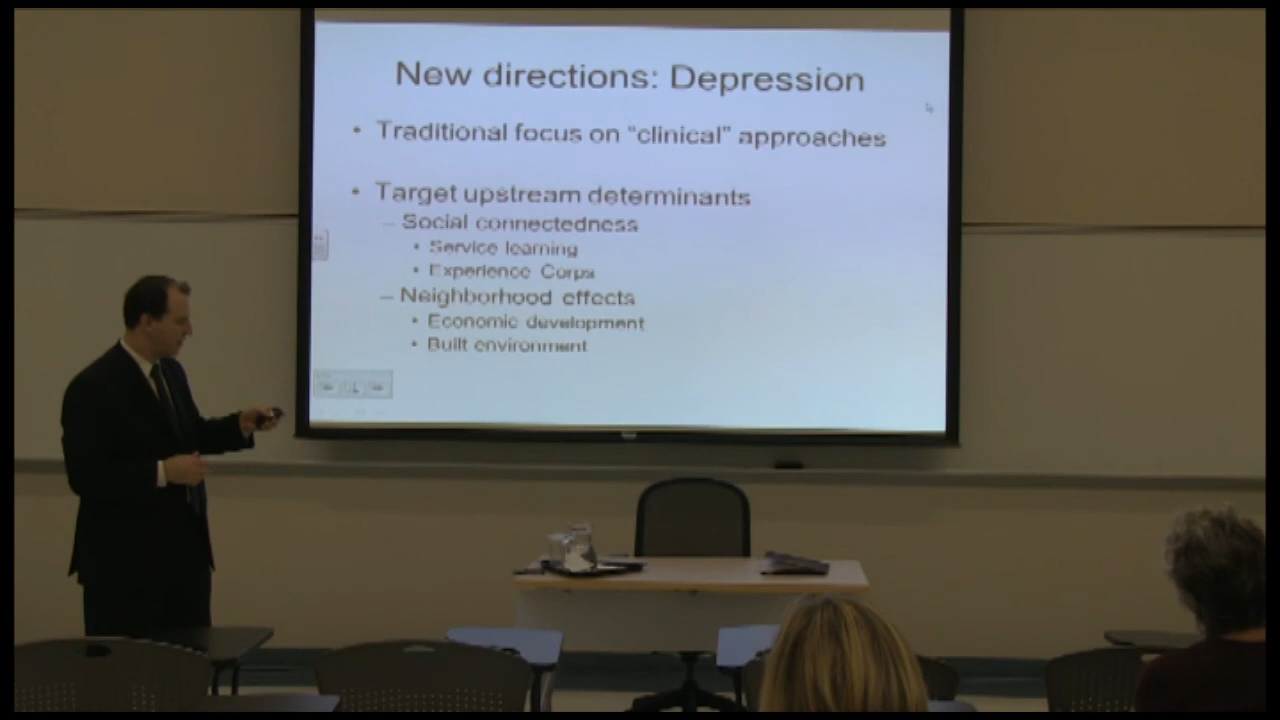 New directions: Depression
• Traditional focus on “clinical” approaches
• Target upstream determinants
– Social connectedness
• Service learning
• Experience Corps
– Neighborhood effects
• Economic development
• Built environment